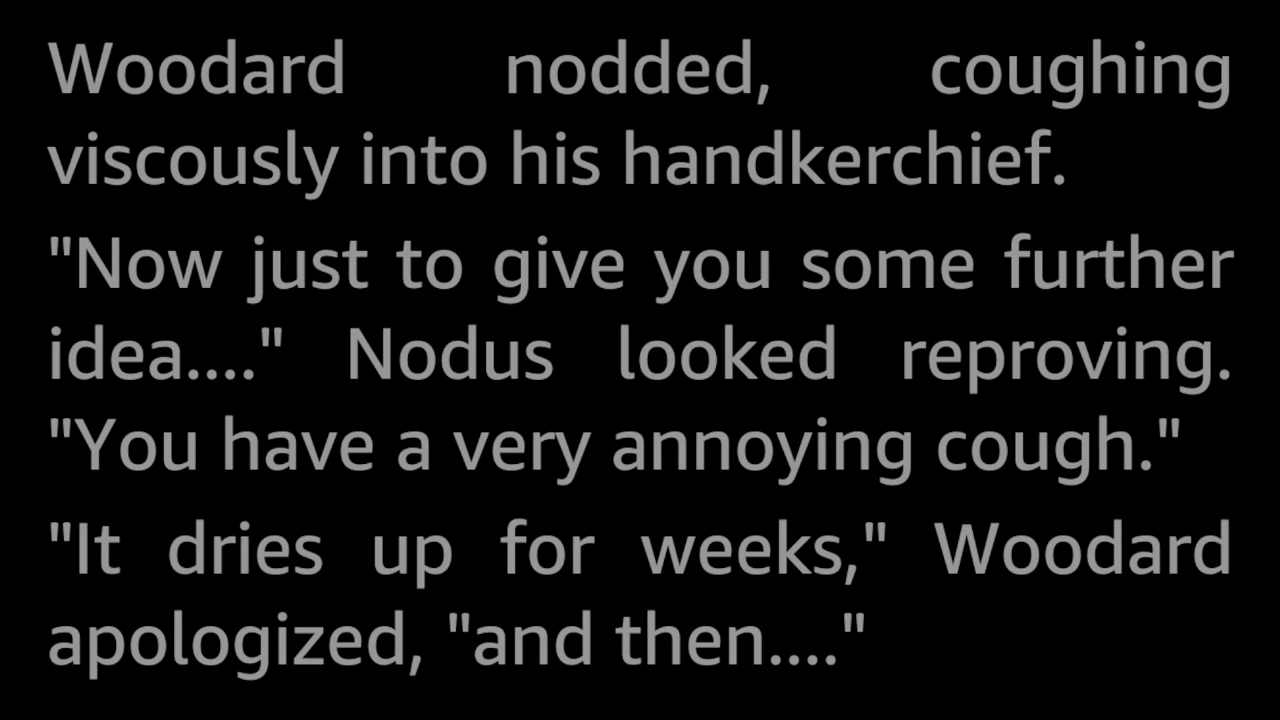 Woodard nodded, coughing
viscously into his handkerchief.
"Now just to give you some further
idea...." Nodus looked reproving.
"You have a very annoying cough."
"It dries up for weeks," Woodard
apologized, "and then...."